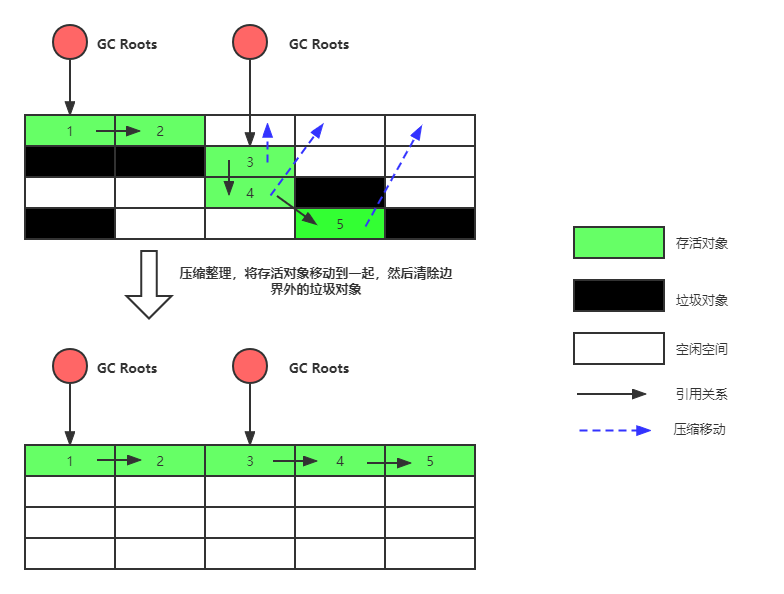 GC Roots
GC Roots
1
2
3
4
5
压缩整理，将存活对象移动到一起，然后清除边
界外的垃圾对象
存活对象
垃圾对象
空闲空间
引用关系
压缩移动
GC Roots
GC Roots
1
2
3
4
5